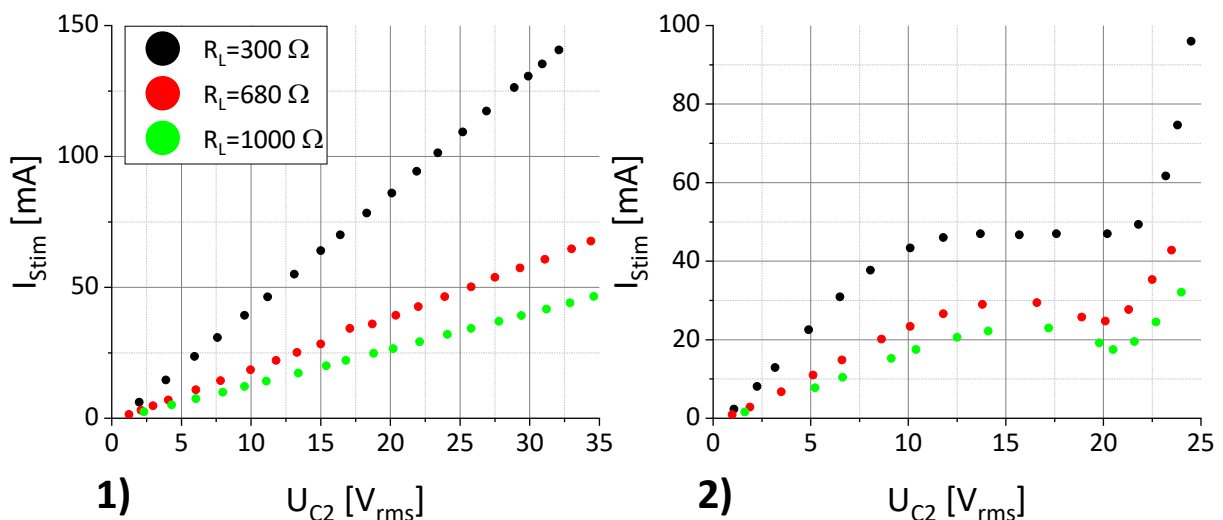 150
100
50
0
I_Stim [mA]
R_L=300 Ω
R_L=680 Ω
R_L=1000 Ω
0 5 10 15 20 25 30 35
1)
U_C2 [V_rms]
100
80
60
40
20
0
I_Stim [mA]
0 5 10 15 20 25
2)
U_C2 [V_rms]